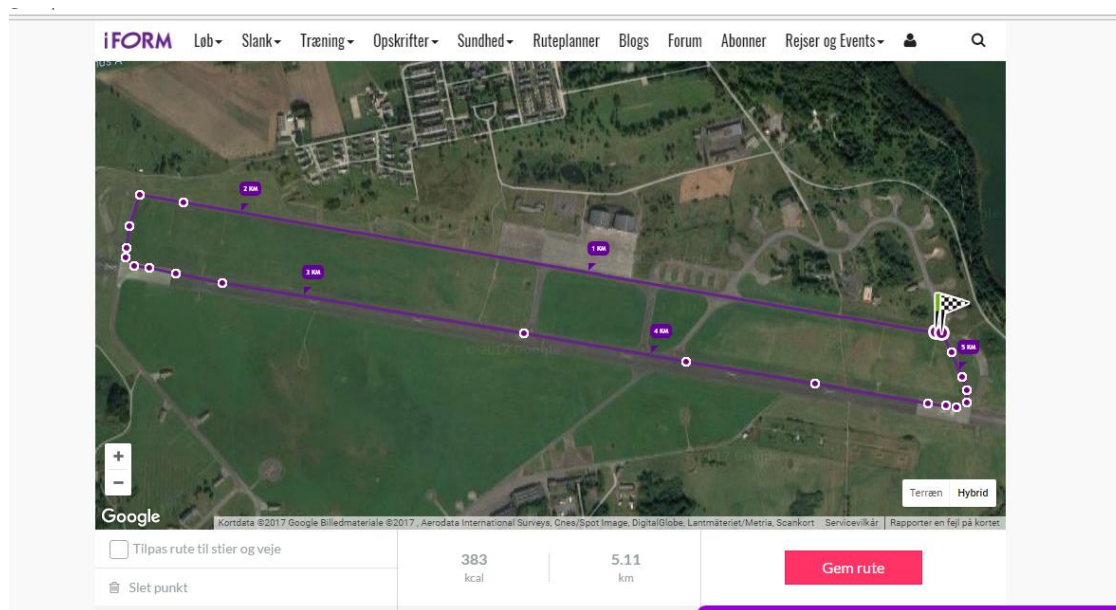 iFORM Løb Slank Træning Opskrifter Sundhed Ruteplanner Blogs Forum Abonner Rejser og Events
2 KM
1 KM
3 KM
4 KM
5 KM
+
−
Terræn Hybrid
Google
Kortdata ©2017 Google Billedmateriale ©2017 , Aerodata International Surveys, Cnes/Spot Image, DigitalGlobe, Lantmäteriet/Metria, Scankort Servicevilkår Rapporter en fejl på kortet
Tilpas rute til stier og veje
383 5.11
kcal km
Gem rute
Slet punkt